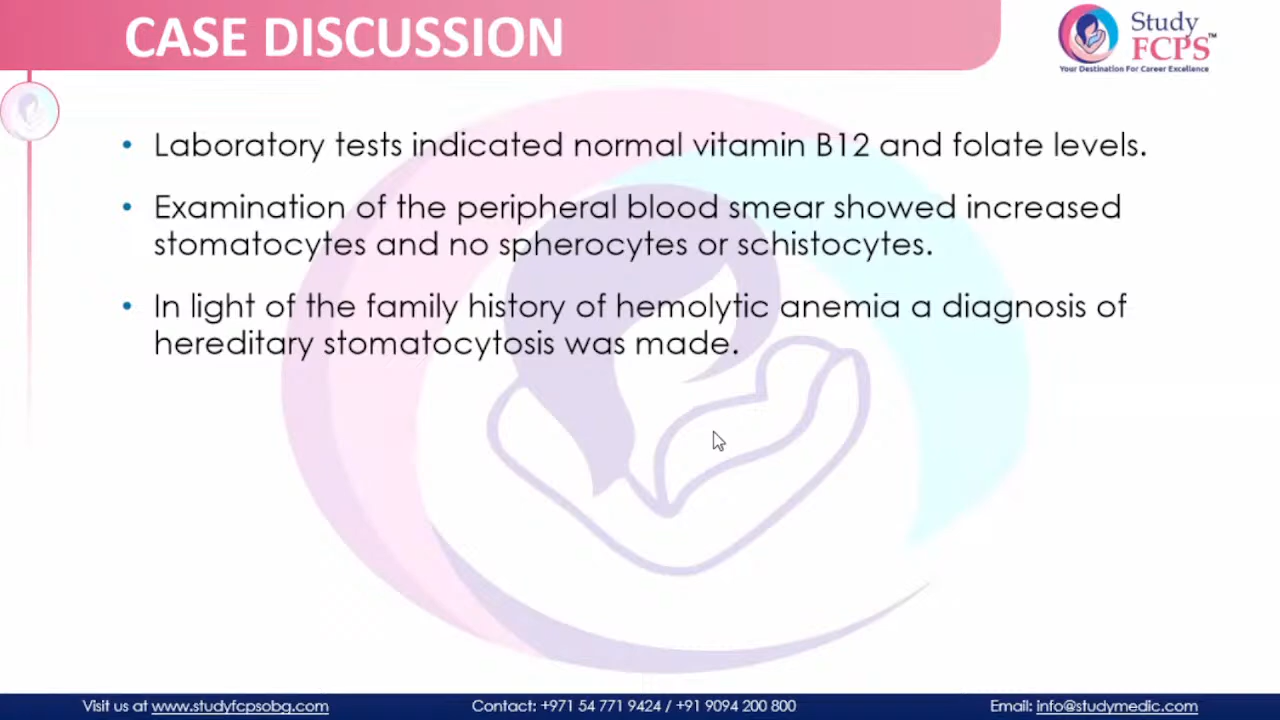 CASE DISCUSSION
Study
FCPS™
Your Destination For Career Excellence
• Laboratory tests indicated normal vitamin B12 and folate levels.
• Examination of the peripheral blood smear showed increased
stomatocytes and no spherocytes or schistocytes.
• In light of the family history of hemolytic anemia a diagnosis of
hereditary stomatocytosis was made.
Visit us at www.studyfcpsobg.com
Contact: +971 54 771 9424 / +91 9094 200 800
Email: info@studymedic.com